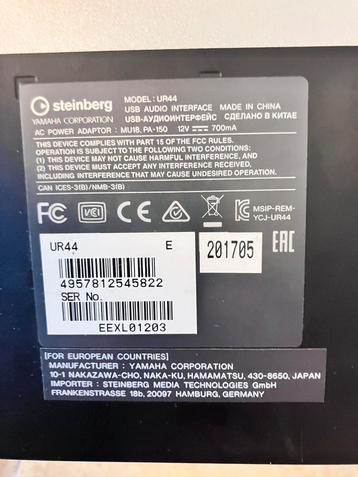 steinberg
MODEL: UR44
USB AUDIO INTERFACE MADE IN CHINA
YAMAHA CORPORATION USB-АУДИОИНТЕРФЕЙС СДЕЛАНО В КИТАЕ
AC POWER ADAPTOR : MU18, PA-150 12V 700mA
THIS DEVICE COMPLIES WITH PART 15 OF THE FCC RULES.
OPERATION IS SUBJECT TO THE FOLLOWING TWO CONDITIONS:
(1) THIS DEVICE MAY NOT CAUSE HARMFUL INTERFERENCE, AND
(2) THIS DEVICE MUST ACCEPT ANY INTERFERENCE RECEIVED,
INCLUDING INTERFERENCE THAT MAY CAUSE UNDESIRED OPERATION.
CAN ICES-3(B)/NMB-3(B)
FC VCI CE MSIP-REM-
YCJ-UR44
UR44 E
201705
EAC
4957812545822
SER No.
EEXL01203
[FOR EUROPEAN COUNTRIES]
MANUFACTURER : YAMAHA CORPORATION
10-1 NAKAZAWA-CHO, NAKA-KU, HAMAMATSU, 430-8650, JAPAN
IMPORTER : STEINBERG MEDIA TECHNOLOGIES GmbH
FRANKENSTRASSE 18b, 20097 HAMBURG, GERMANY